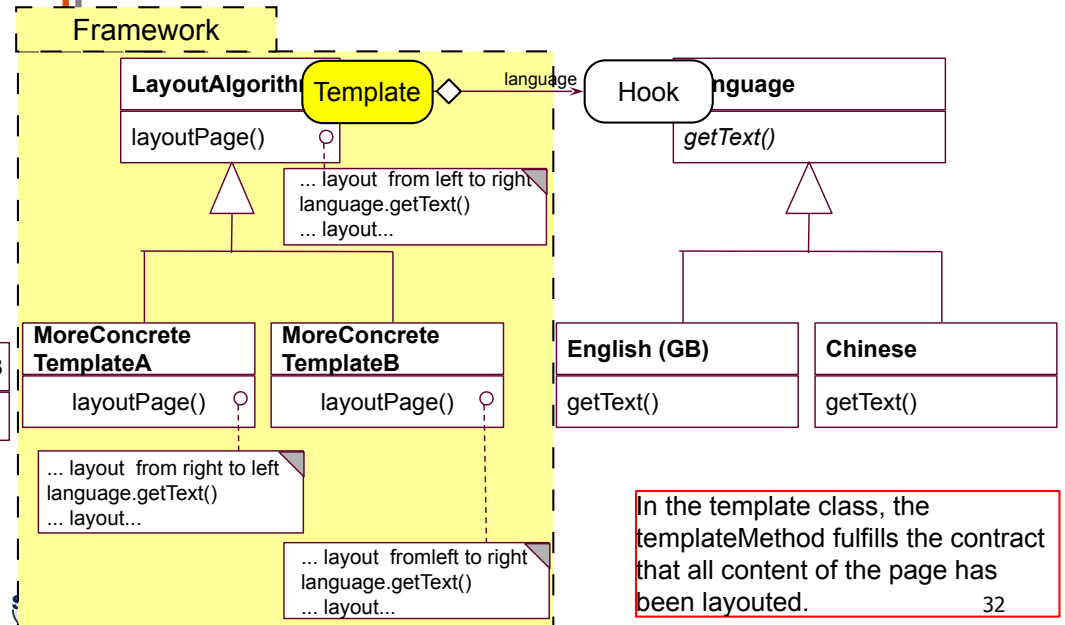 Framework
LayoutAlgorithm
Template
language
Hook
nguage
layoutPage()
getText()
... layout from left to right
language.getText()
... layout...
MoreConcrete
TemplateA
MoreConcrete
TemplateB
English (GB)
Chinese
layoutPage()
layoutPage()
getText()
getText()
... layout from right to left
language.getText()
... layout...
... layout fromleft to right
language.getText()
... layout...
In the template class, the
templateMethod fulfills the contract
that all content of the page has
been layouted.
32